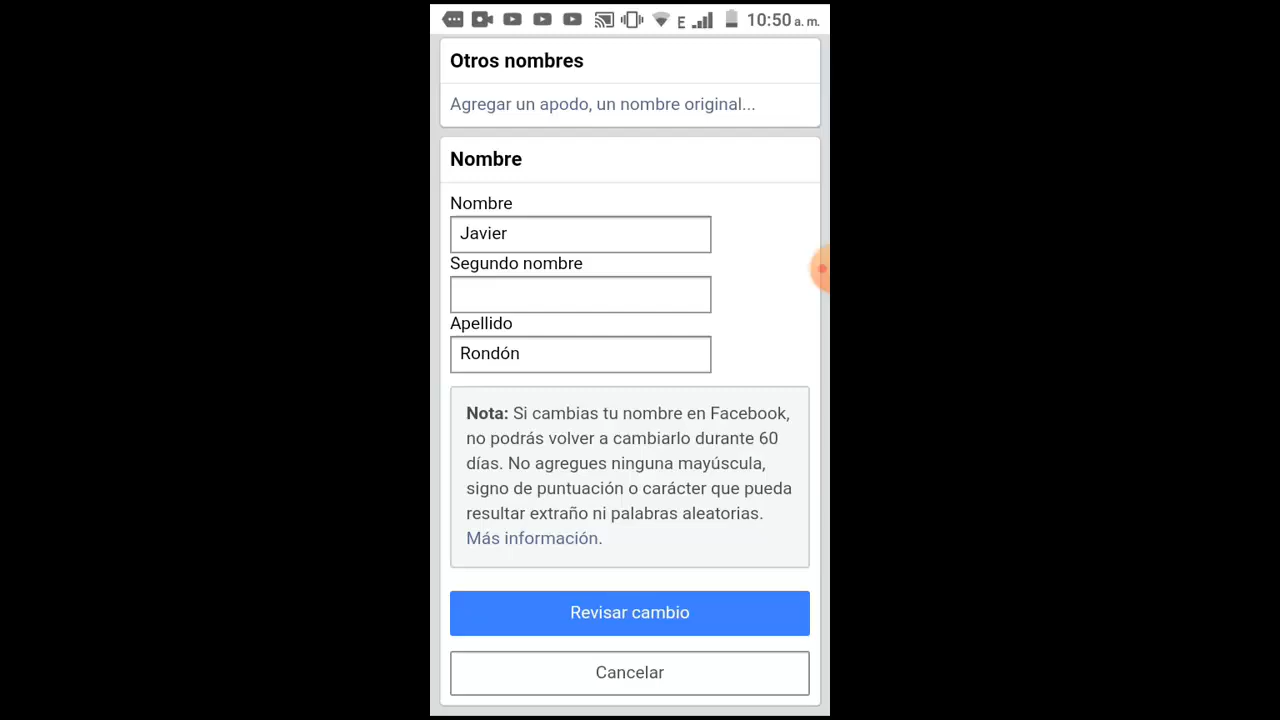 E 10:50 a. m.
Otros nombres
Agregar un apodo, un nombre original...
Nombre
Nombre
Javier
Segundo nombre
Apellido
Rondón
Nota: Si cambias tu nombre en Facebook,
no podrás volver a cambiarlo durante 60
días. No agregues ninguna mayúscula,
signo de puntuación o carácter que pueda
resultar extraño ni palabras aleatorias.
Más información.
Revisar cambio
Cancelar